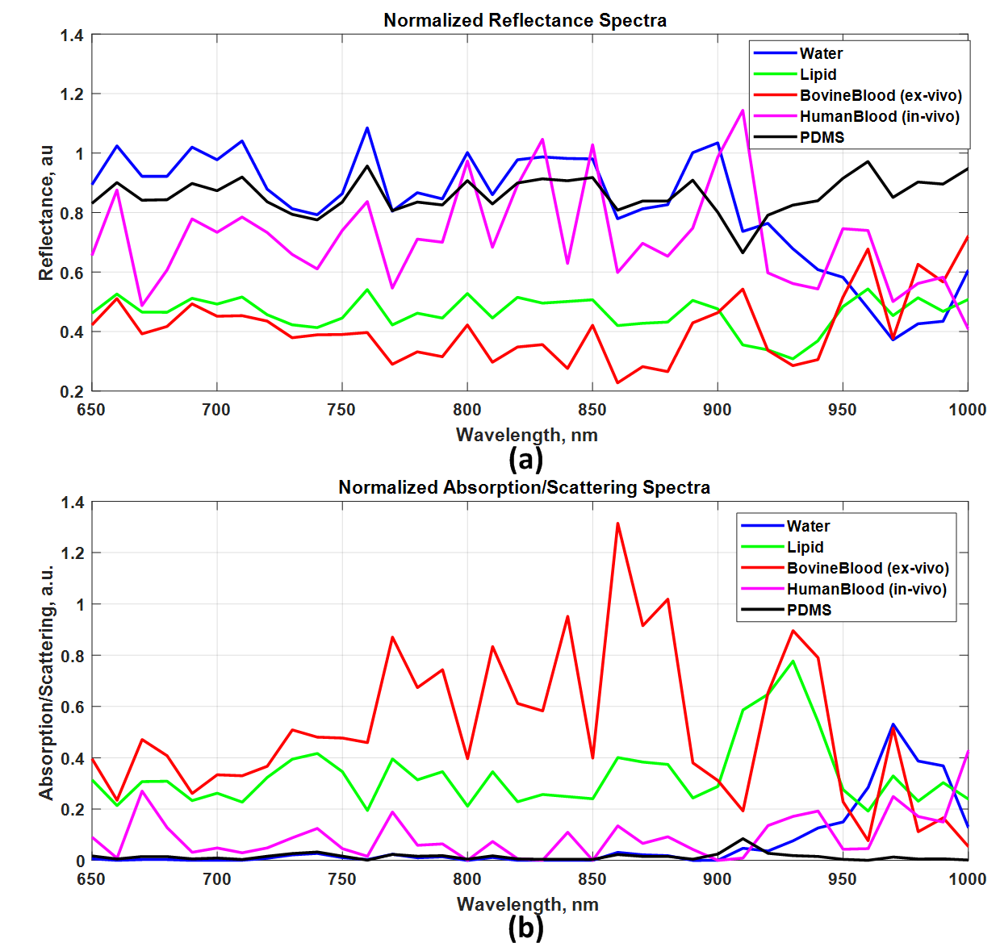 Normalized Reflectance Spectra
1.4
1.2
1
0.8
0.6
0.4
0.2
Reflectance, au
Water
Lipid
BovineBlood (ex-vivo)
HumanBlood (in-vivo)
PDMS
650 700 750 800 850 900 950 1000
Wavelength, nm
(a)
Normalized Absorption/Scattering Spectra
1.4
1.2
1
0.8
0.6
0.4
0.2
0
Absorption/Scattering, a.u.
Water
Lipid
BovineBlood (ex-vivo)
HumanBlood (in-vivo)
PDMS
650 700 750 800 850 900 950 1000
Wavelength, nm
(b)